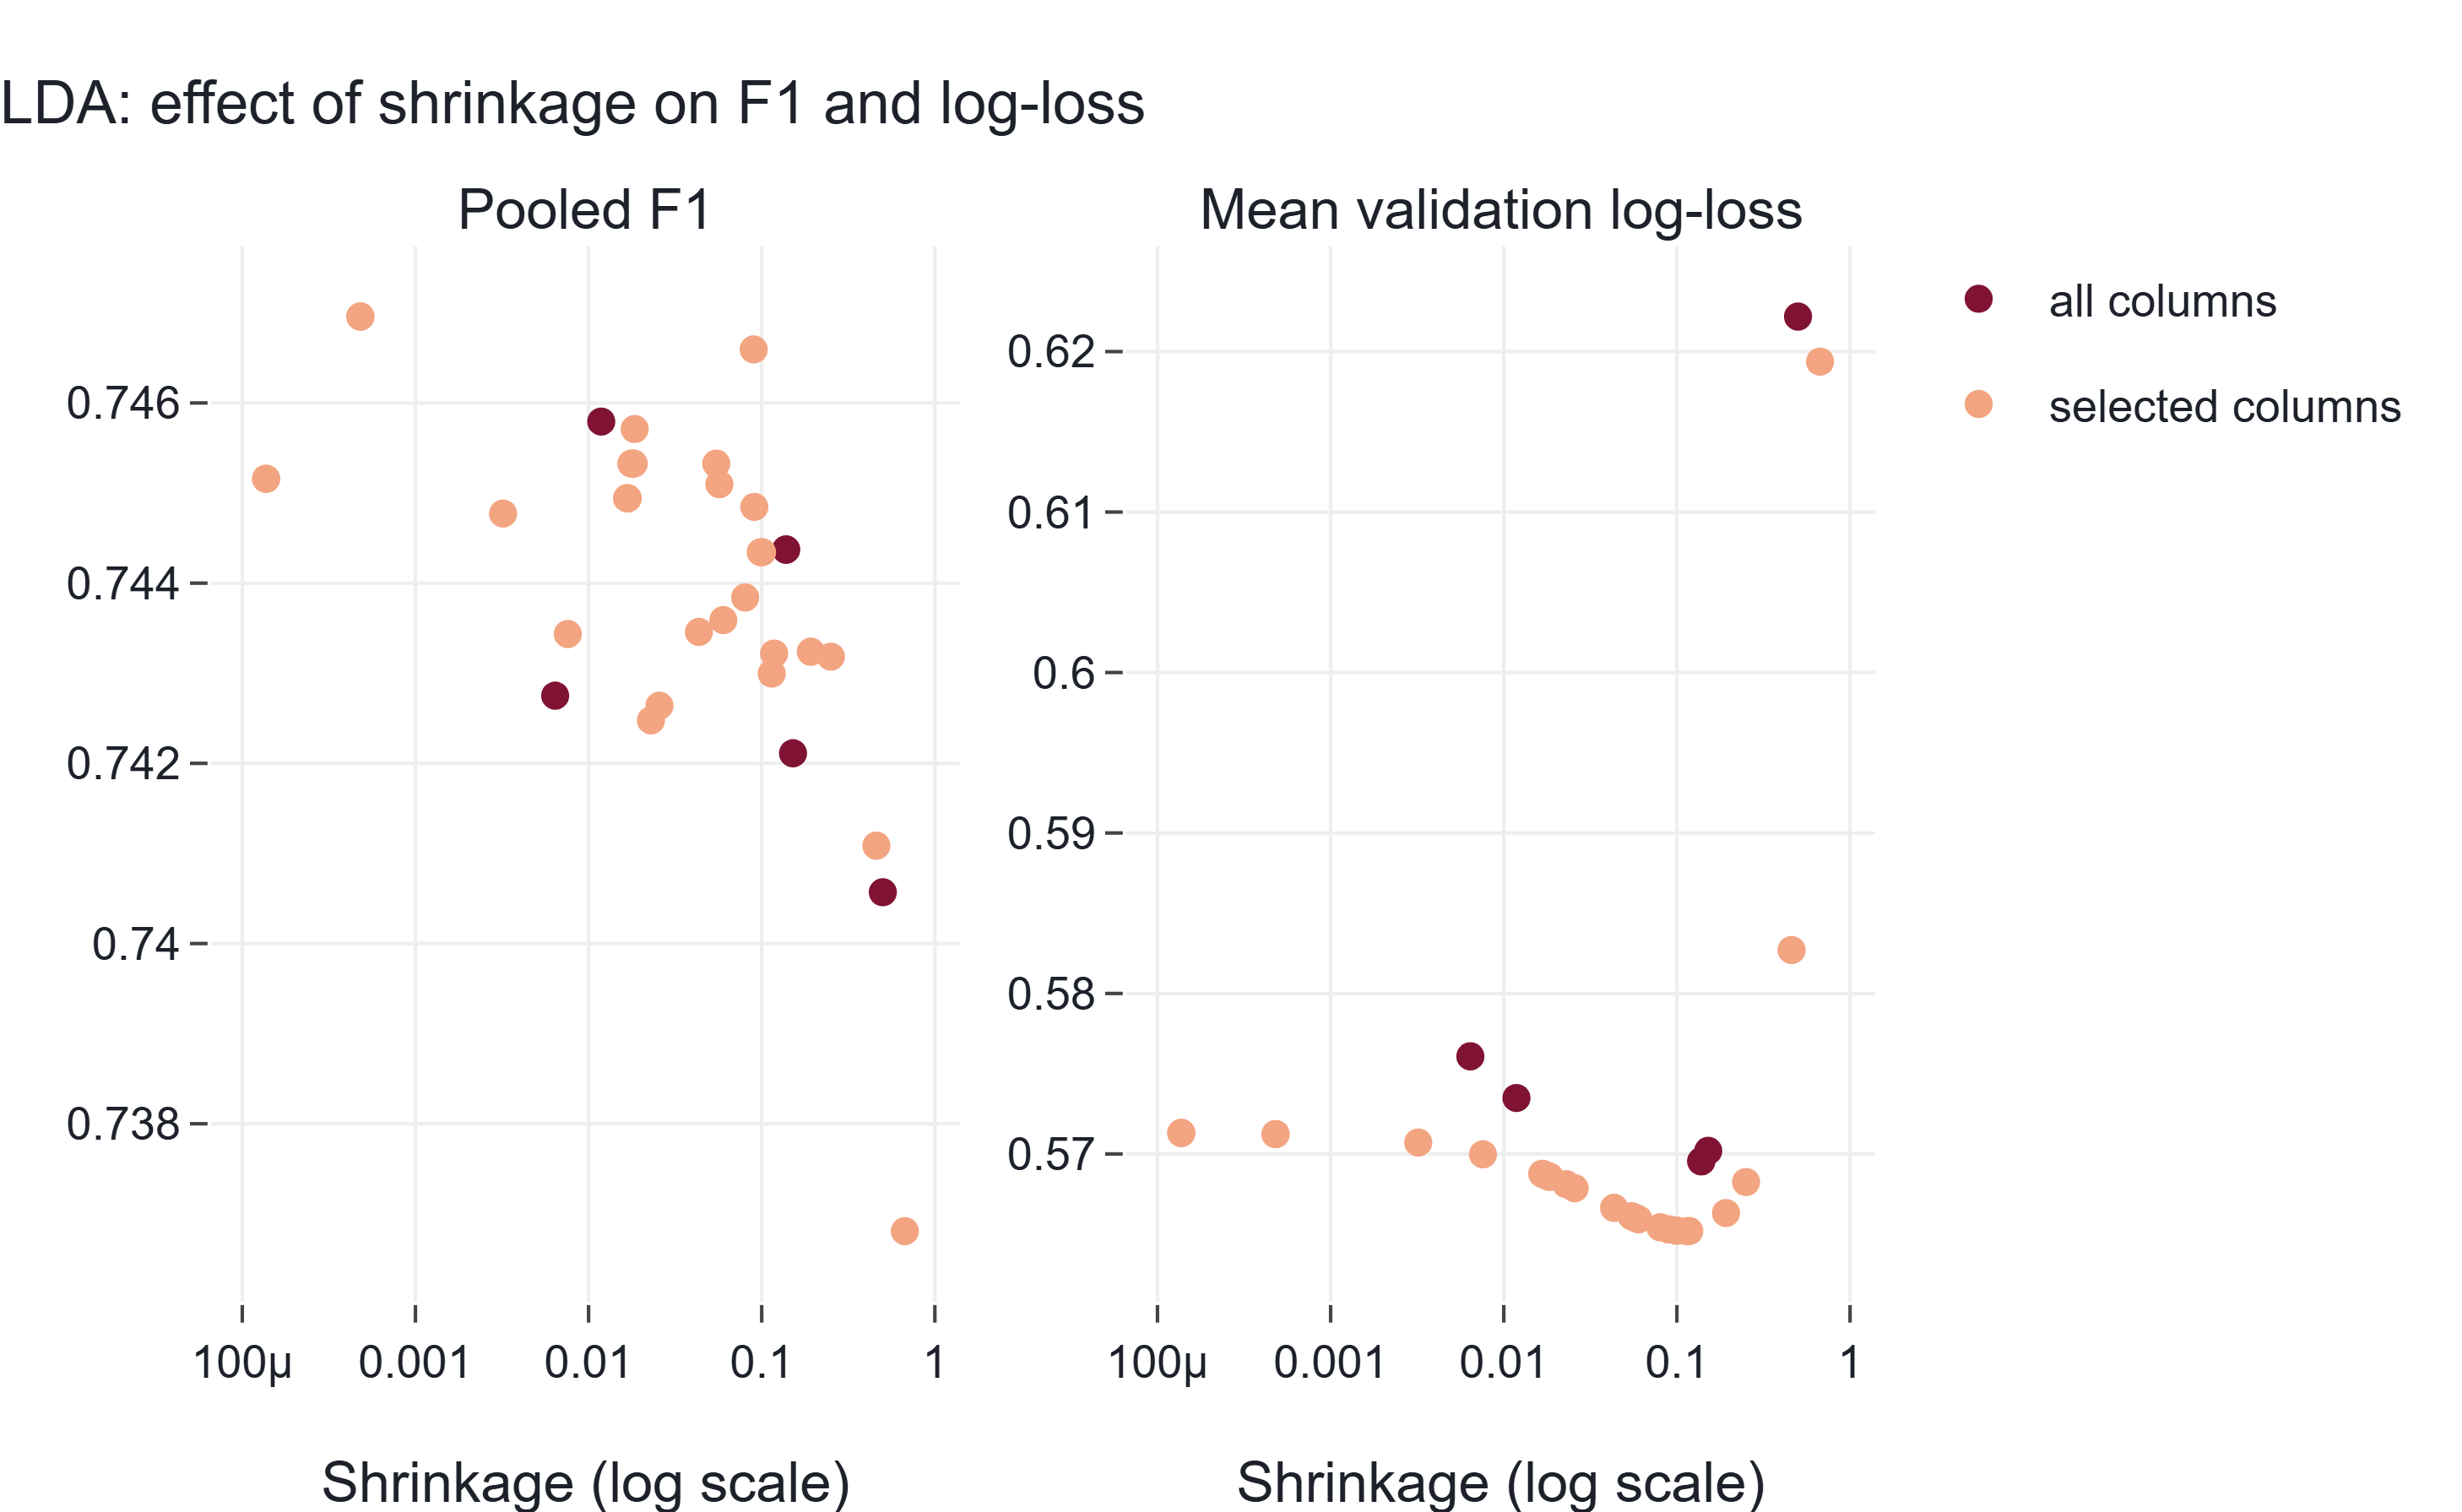 LDA: effect of shrinkage on F1 and log-loss
Pooled F1
Mean validation log-loss
all columns
selected columns
0.746
0.744
0.742
0.74
0.738
0.62
0.61
0.6
0.59
0.58
0.57
100μ 0.001 0.01 0.1 1
100μ 0.001 0.01 0.1 1
Shrinkage (log scale)
Shrinkage (log scale)